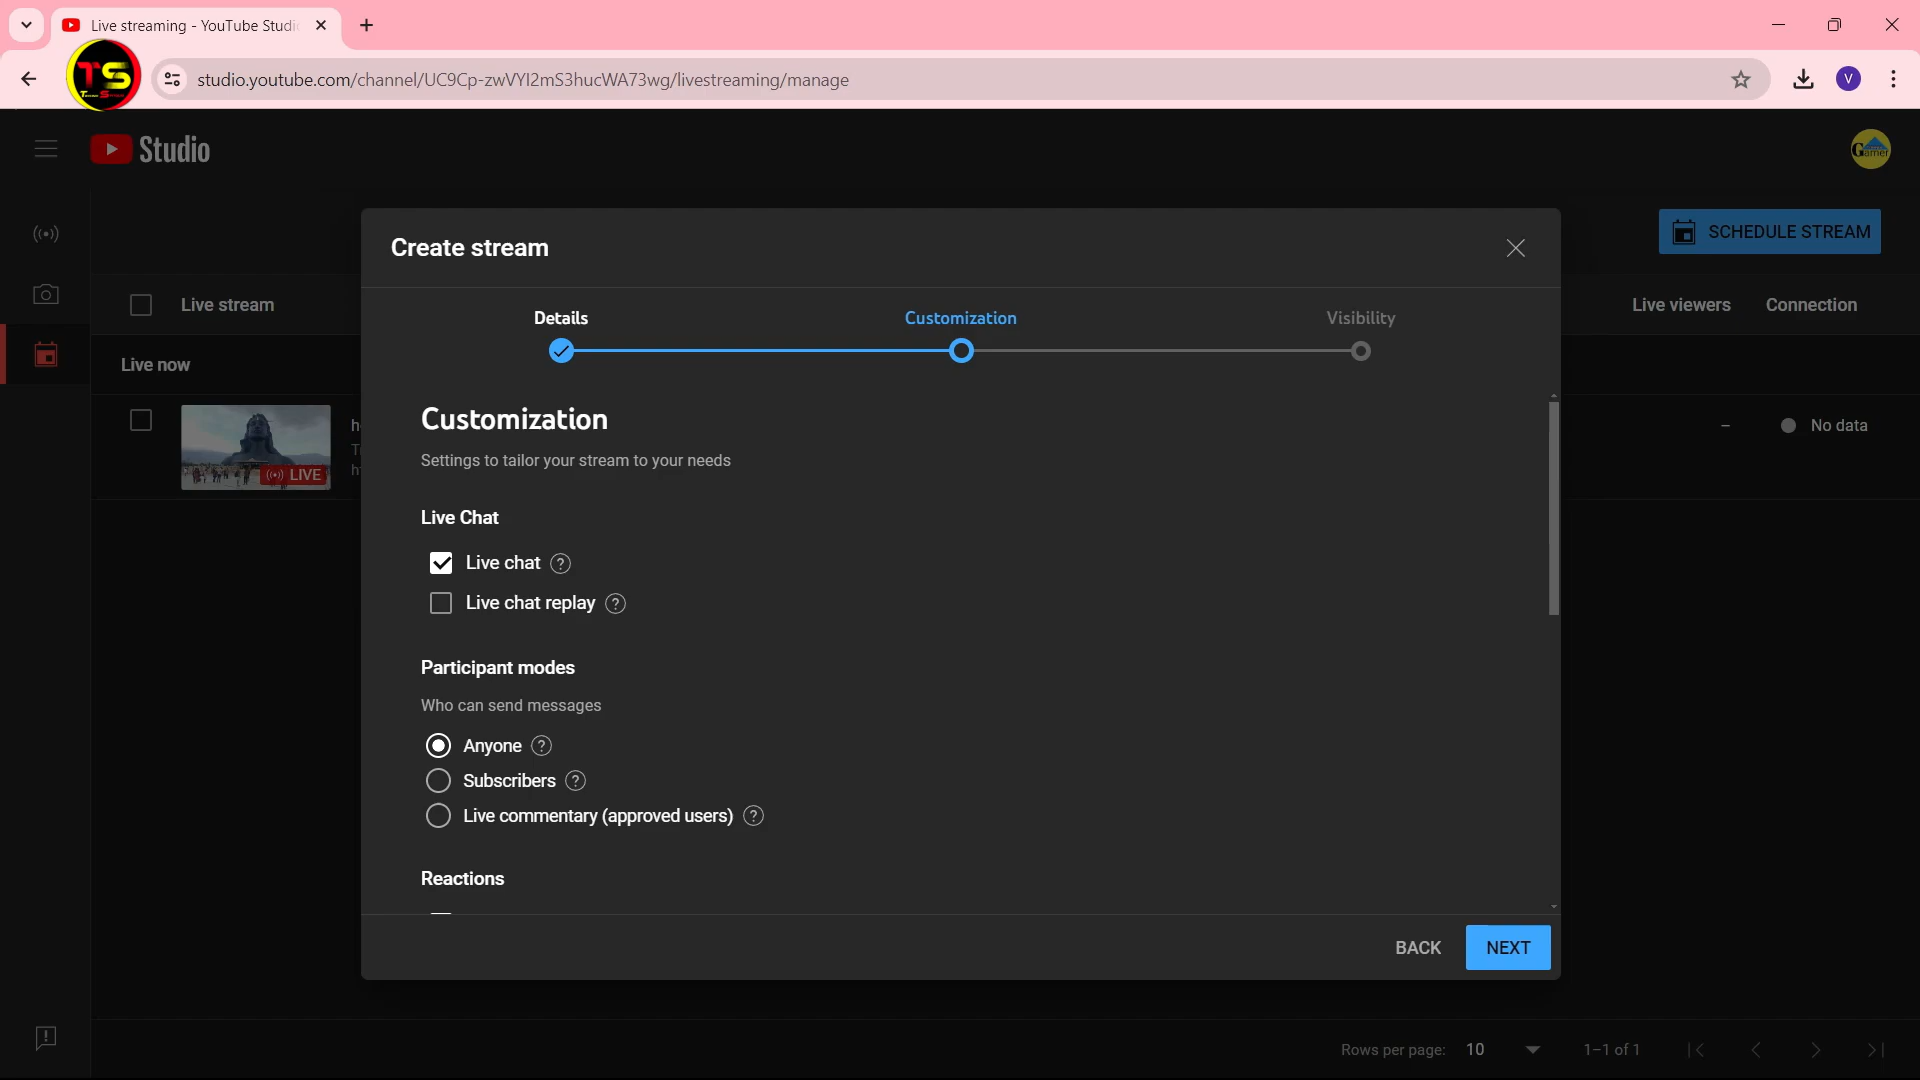 Live streaming - YouTube Studi
TS
studio.youtube.com/channel/UC9Cp-zwVYI2mS3hucWA73wg/livestreaming/manage
V
Studio
Gamer
Create stream
SCHEDULE STREAM
Live stream
Live viewers
Connection
Details
Customization
Visibility
Live now
LIVE
–
No data
Customization
Settings to tailor your stream to your needs
Live Chat
Live chat ?
Live chat replay ?
Participant modes
Who can send messages
Anyone ?
Subscribers ?
Live commentary (approved users) ?
Reactions
BACK
NEXT
Rows per page: 10
1–1 of 1